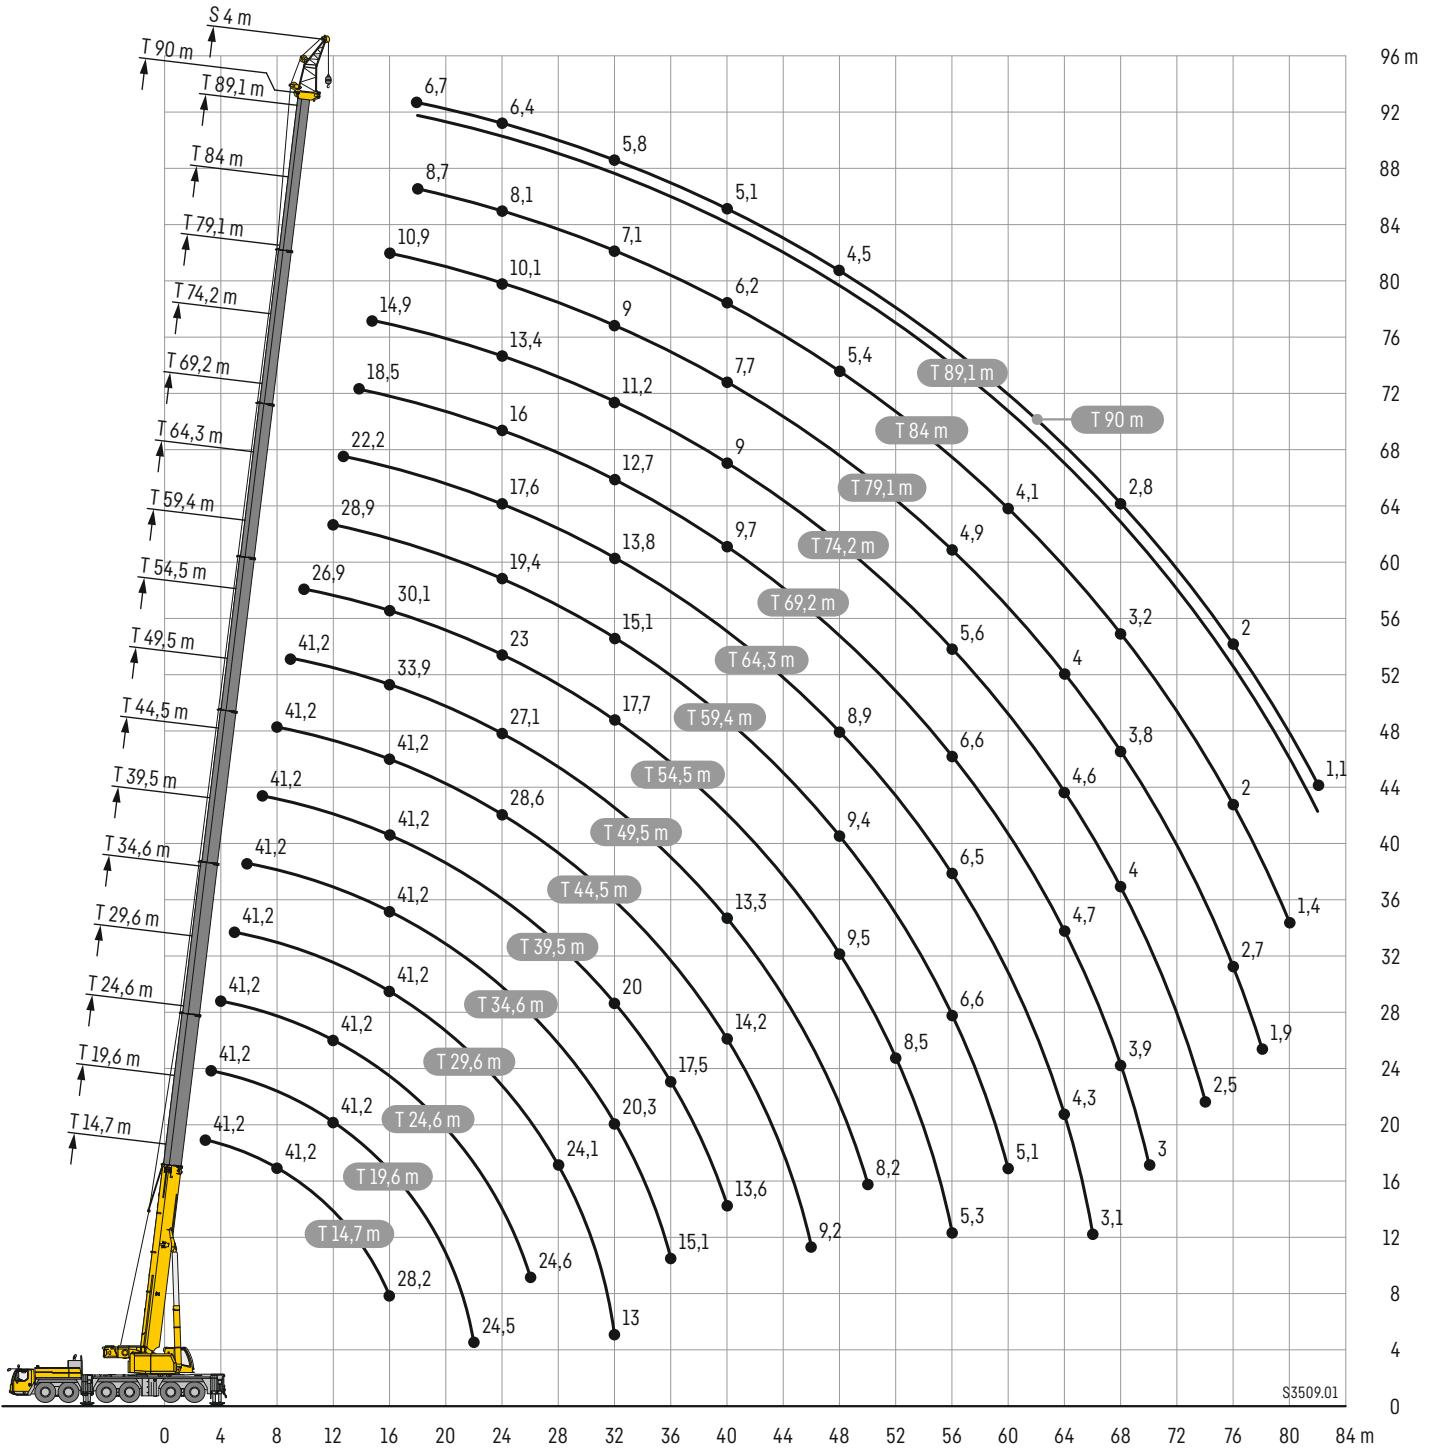 S 4 m
T 90 m
T 89,1 m
T 84 m
T 79,1 m
T 74,2 m
T 69,2 m
T 64,3 m
T 59,4 m
T 54,5 m
T 49,5 m
T 44,5 m
T 39,5 m
T 34,6 m
T 29,6 m
T 24,6 m
T 19,6 m
T 14,7 m
6,7 6,4 5,8 5,1 4,5 2,8 2 1,1
8,7 8,1 7,1 6,2 5,4 4,1 3,2 2 1,4
10,9 10,1 9 7,7 4,9 4 3,8 2,7 1,9
14,9 13,4 11,2 9 5,6 4,6 4 2,5
18,5 16 12,7 9,7 6,6 4,7 3,9 3
22,2 17,6 13,8 8,9 6,5 4,3 3,1
28,9 19,4 15,1 9,4 6,6 5,1
26,9 30,1 23 17,7 9,5 8,5 5,3
41,2 33,9 27,1 13,3 8,2
41,2 41,2 28,6 14,2 9,2
41,2 41,2 20 17,5 13,6
41,2 41,2 20,3 15,1
41,2 41,2 24,1 13
41,2 41,2 24,6
41,2 41,2 24,5
41,2 41,2 28,2
T 89,1 m
T 90 m
T 84 m
T 79,1 m
T 74,2 m
T 69,2 m
T 64,3 m
T 59,4 m
T 54,5 m
T 49,5 m
T 44,5 m
T 39,5 m
T 34,6 m
T 29,6 m
T 24,6 m
T 19,6 m
T 14,7 m
96 m
92
88
84
80
76
72
68
64
60
56
52
48
44
40
36
32
28
24
20
16
12
8
4
0
S3509.01
0 4 8 12 16 20 24 28 32 36 40 44 48 52 56 60 64 68 72 76 80 84 m